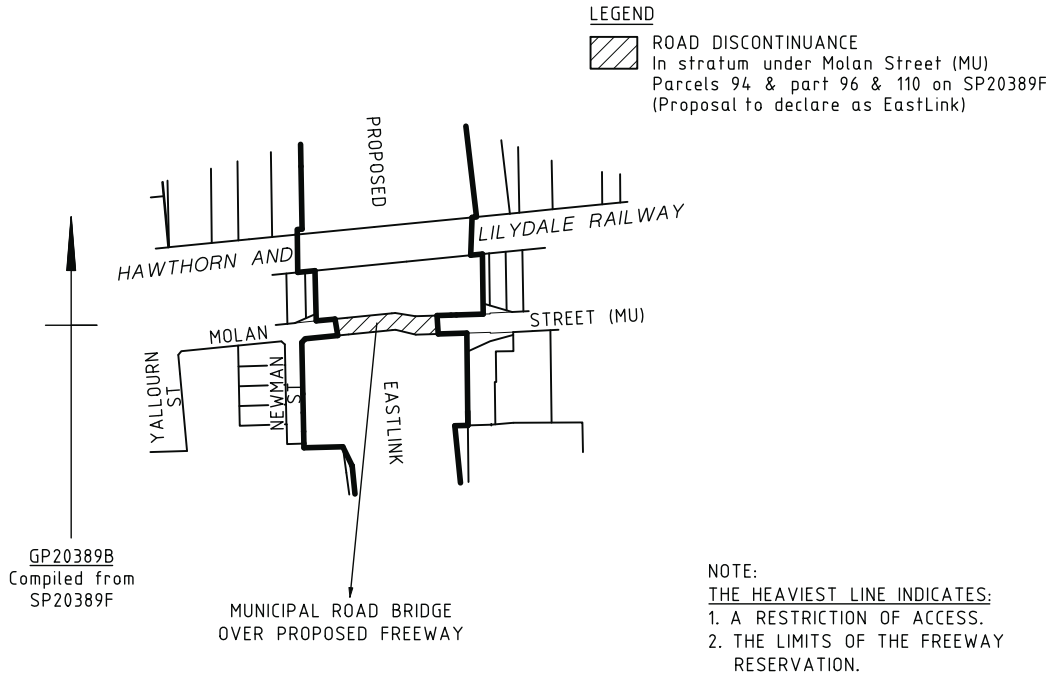 LEGEND
ROAD DISCONTINUANCE
In stratum under Molan Street (MU)
Parcels 94 & part 96 & 110 on SP20389F
(Proposal to declare as EastLink)
PROPOSED
HAWTHORN AND
LILYDALE RAILWAY
MOLAN
STREET (MU)
YALLOURN
ST
NEWMAN
ST
EASTLINK
GP20389B
Compiled from
SP20389F
MUNICIPAL ROAD BRIDGE
OVER PROPOSED FREEWAY
NOTE:
THE HEAVIEST LINE INDICATES:
1. A RESTRICTION OF ACCESS.
2. THE LIMITS OF THE FREEWAY
RESERVATION.